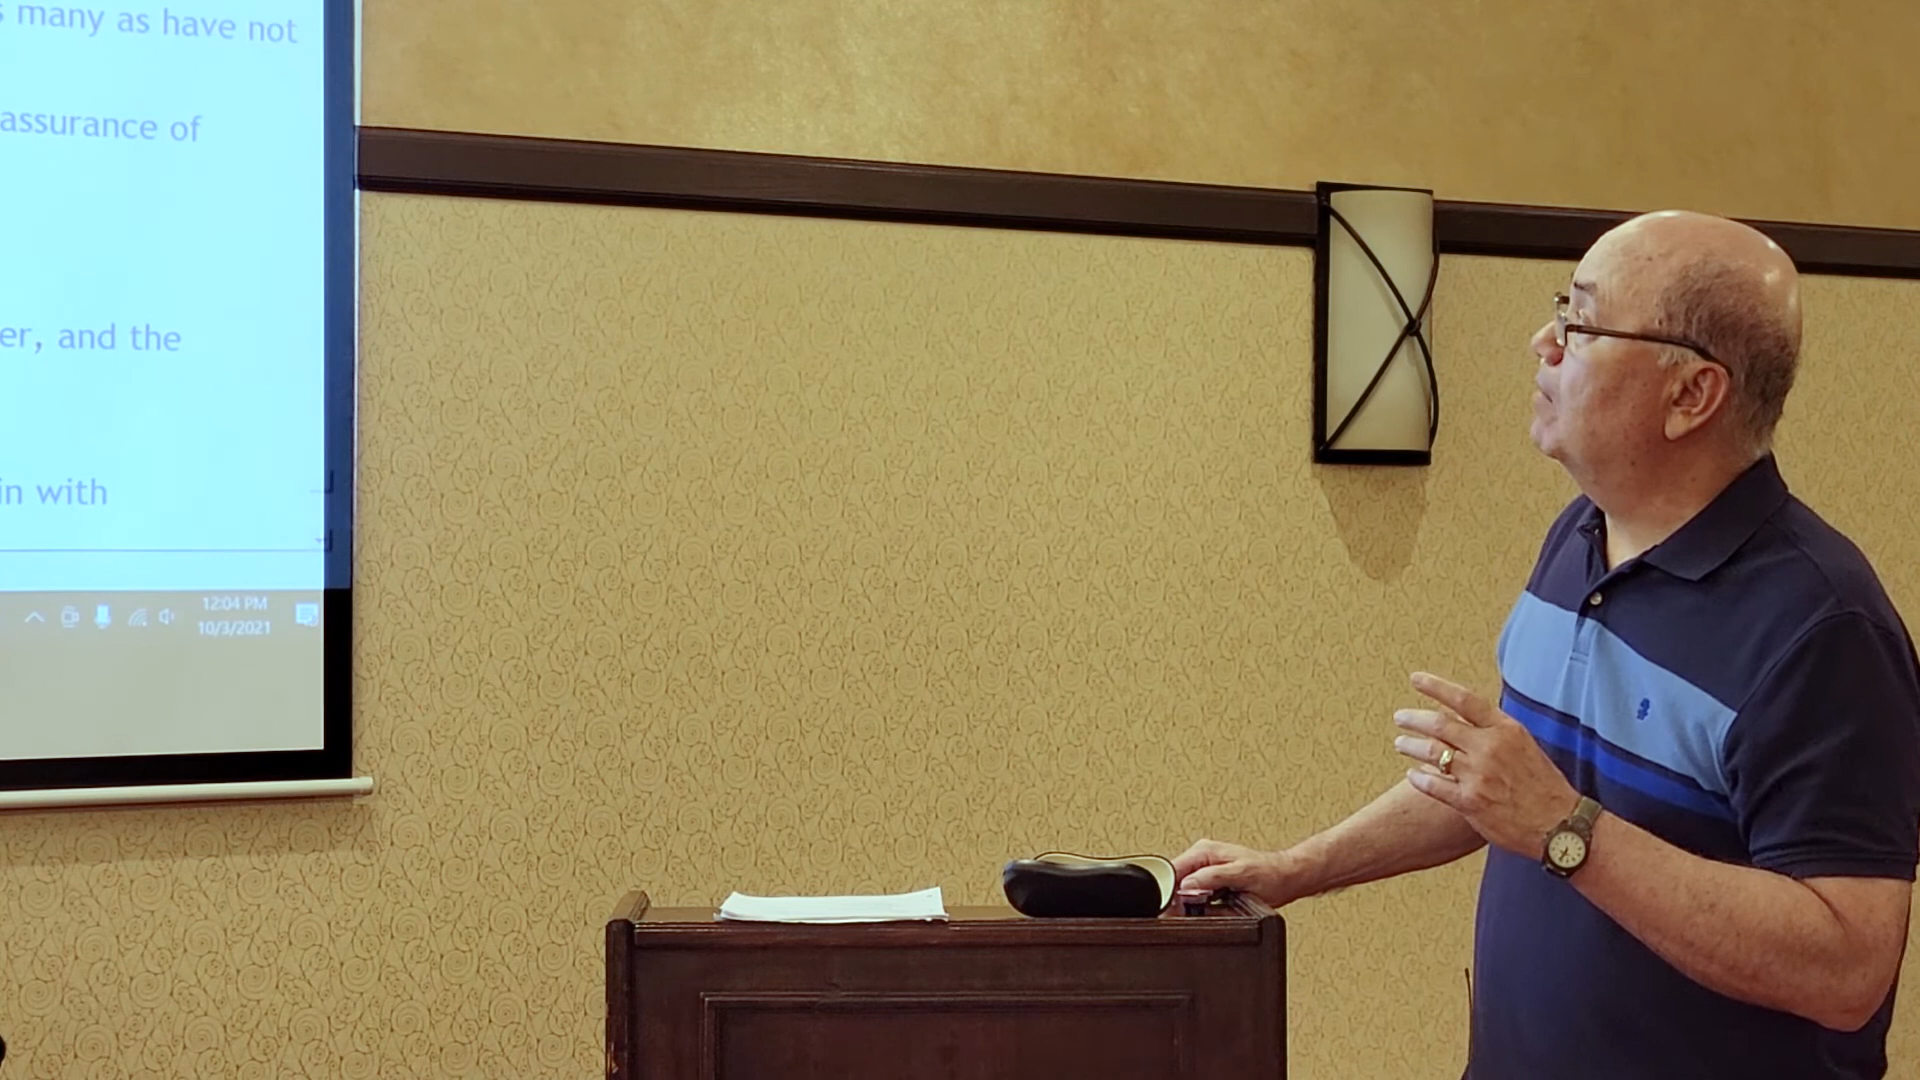 many as have not
assurance of
er, and the
in with
12:04 PM
10/3/2021